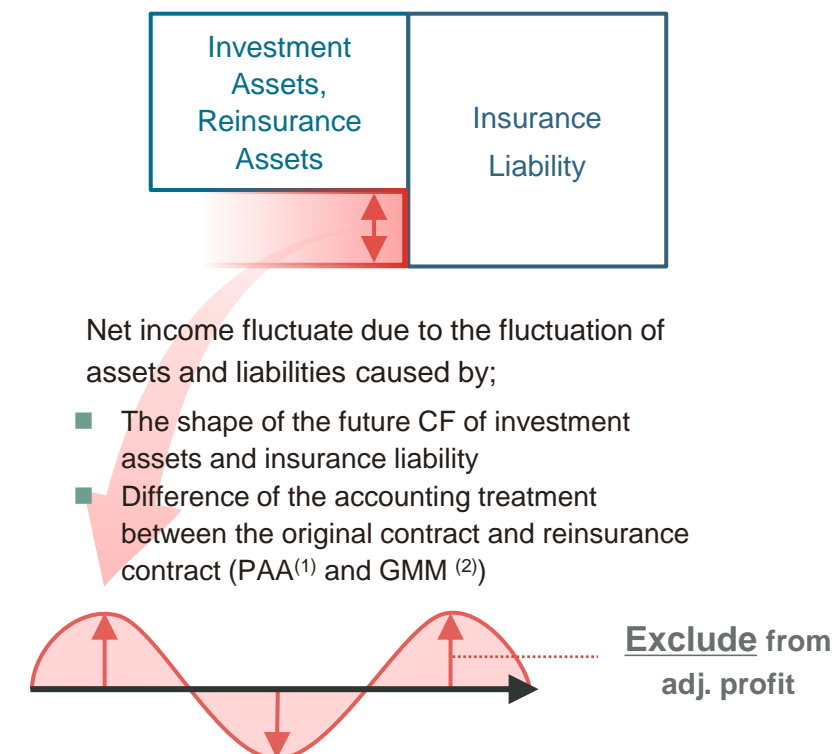 Investment
Assets,
Reinsurance
Assets
Insurance
Liability
Net income fluctuate due to the fluctuation of
assets and liabilities caused by;
The shape of the future CF of investment
assets and insurance liability
Difference of the accounting treatment
between the original contract and reinsurance
contract (PAA(1) and GMM (2))
Exclude from
adj. profit